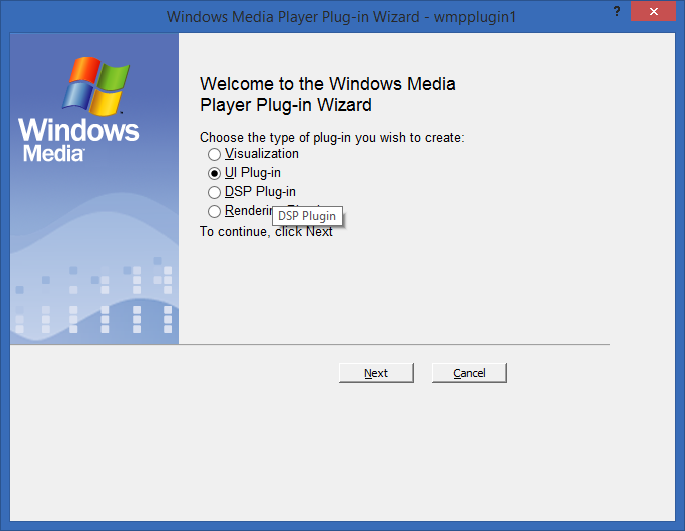 Windows Media Player Plug-in Wizard - wmpplugin1
?
Windows
Media
Welcome to the Windows Media
Player Plug-in Wizard
Choose the type of plug-in you wish to create:
Visualization
UI Plug-in
DSP Plug-in
DSP Plugin
To continue, click Next
Next
Cancel